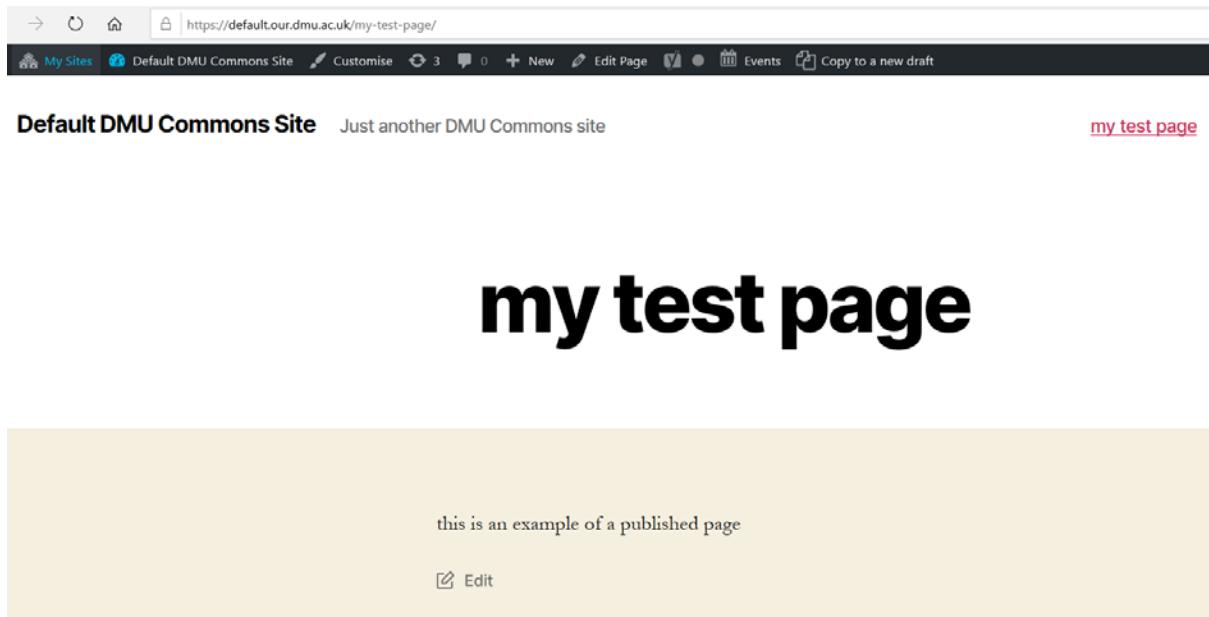 https://default.our.dmu.ac.uk/my-test-page/
My Sites Default DMU Commons Site Customise 3 0 + New Edit Page Events Copy to a new draft
Default DMU Commons Site Just another DMU Commons site my test page
my test page
this is an example of a published page
Edit